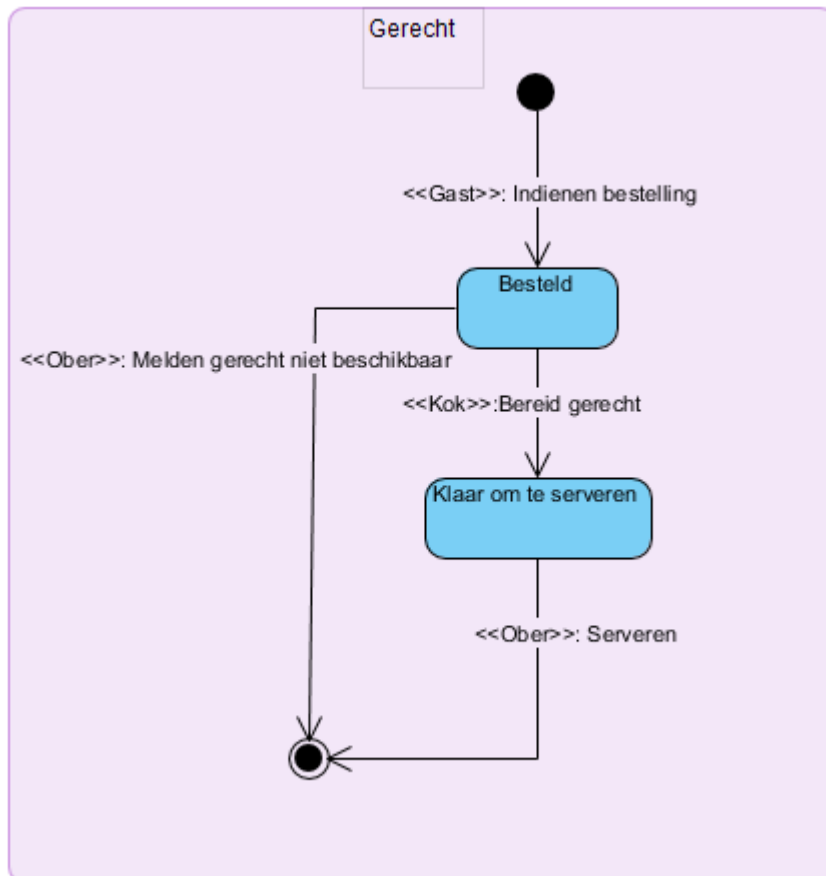 Gerecht
<<Gast>>: Indienen bestelling
Besteld
<<Ober>>: Melden gerecht niet beschikbaar
<<Kok>>:Bereid gerecht
Klaar om te serveren
<<Ober>>: Serveren